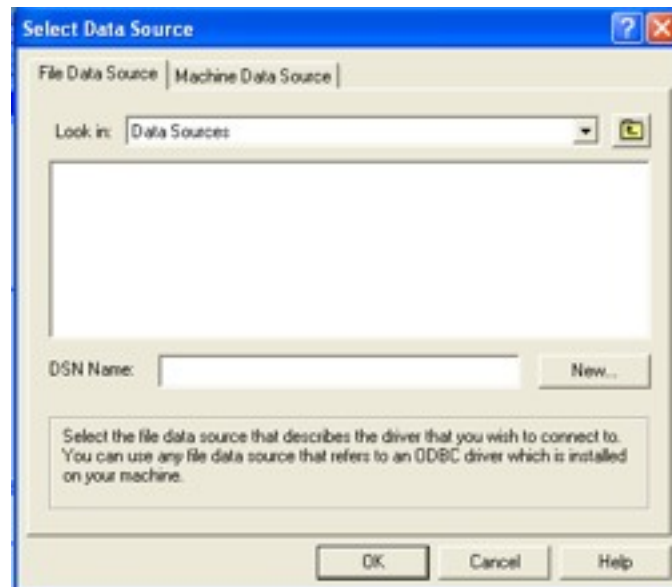 Select Data Source
File Data Source
Machine Data Source
Look in:
Data Sources
DSN Name:
New...
Select the file data source that describes the driver that you wish to connect to.
You can use any file data source that refers to an ODBC driver which is installed
on your machine.
OK
Cancel
Help